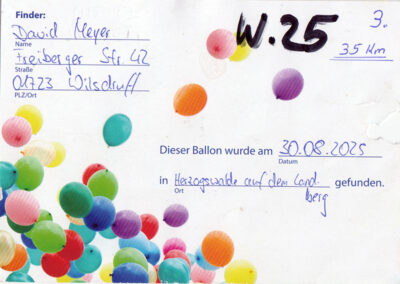 Finder:
David Meyer
Name
Freiberger Str. 42
Straße
01723 Wilsdruff
PLZ/Ort
W.25
3.
35 Km
Dieser Ballon wurde am 30.08.2025
Datum
in Herzogswalde auf dem Land- gefunden.
Ort
berg